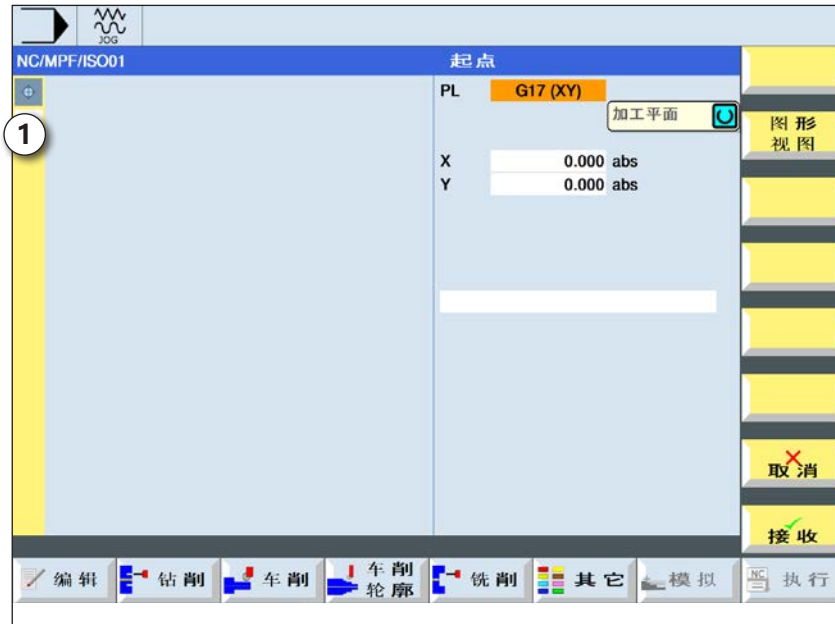 JOG
NC/MPF/ISO01
起点
PL G17 (XY)
加工平面
图形
视图
1
X 0.000 abs
Y 0.000 abs
取消
接收
编辑
钻削
车削
车削
轮廓
铣削
其它
模拟
NC
执行